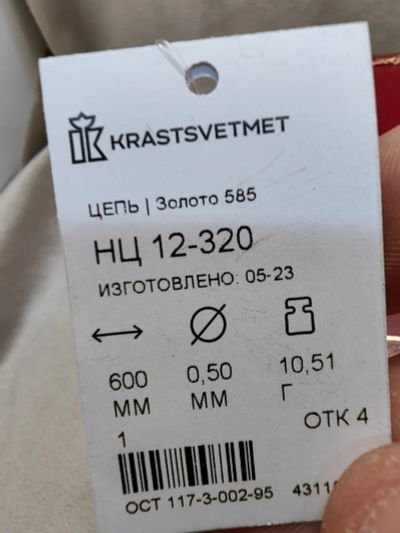 KRASTSVETMET
ЦЕПЬ | Золото 585
НЦ 12-320
ИЗГОТОВЛЕНО: 05-23
600 ММ
0,50 ММ
10,51 Г
1
ОТК 4
ОСТ 117-3-002-95